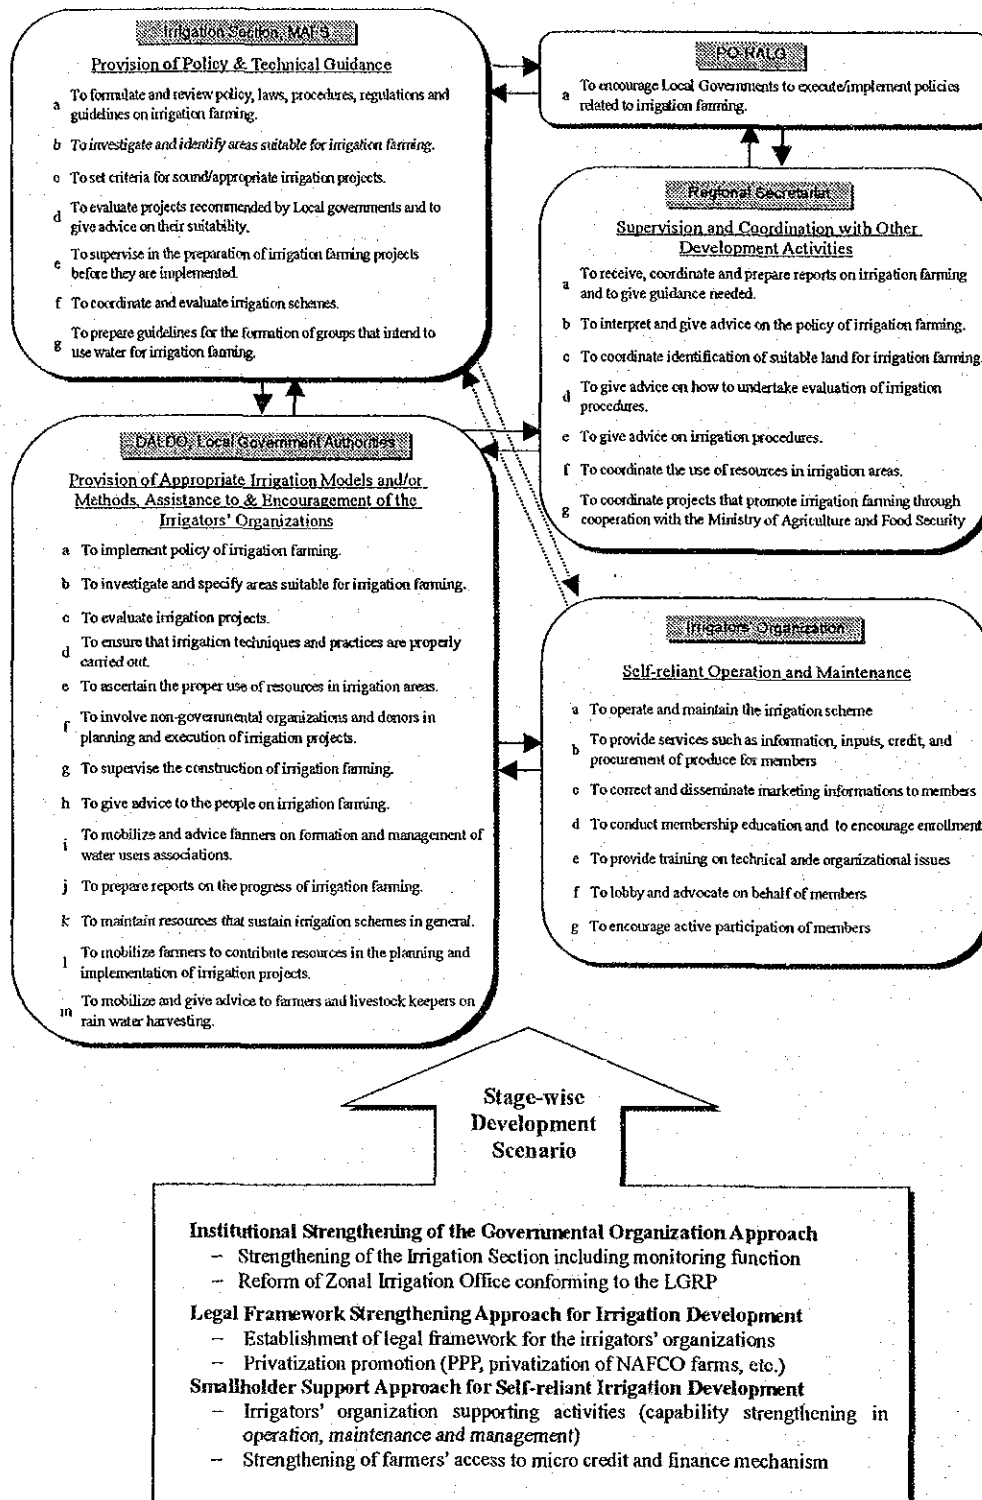 Irrigation Section, MAFS
Provision of Policy & Technical Guidance
a To formulate and review policy, laws, procedures, regulations and
guidelines on irrigation farming.
b To investigate and identify areas suitable for irrigation farming.
c To set criteria for sound/appropriate irrigation projects.
d To evaluate projects recommended by Local governments and to
give advice on their suitability.
e To supervise in the preparation of irrigation farming projects
before they are implemented.
f To coordinate and evaluate irrigation schemes.
g To prepare guidelines for the formation of groups that intend to
use water for irrigation farming.
PO-RALG
a To encourage Local Governments to execute/implement policies
related to irrigation farming.
Regional Secretariat
Supervision and Coordination with Other
Development Activities
a To receive, coordinate and prepare reports on irrigation farming
and to give guidance needed.
b To interpret and give advice on the policy of irrigation farming.
c To coordinate identification of suitable land for irrigation farming.
d To give advice on how to undertake evaluation of irrigation
procedures.
e To give advice on irrigation procedures.
f To coordinate the use of resources in irrigation areas.
g To coordinate projects that promote irrigation farming through
cooperation with the Ministry of Agriculture and Food Security
DALDO, Local Government Authorities
Provision of Appropriate Irrigation Models and/or
Methods, Assistance to & Encouragement of the
Irrigators' Organizations
a To implement policy of irrigation farming.
b To investigate and specify areas suitable for irrigation farming.
c To evaluate irrigation projects.
d To ensure that irrigation techniques and practices are properly
carried out.
e To ascertain the proper use of resources in irrigation areas.
f To involve non-governmental organizations and donors in
planning and execution of irrigation projects.
g To supervise the construction of irrigation farming.
h To give advice to the people on irrigation farming.
i To mobilize and advice farmers on formation and management of
water users associations.
j To prepare reports on the progress of irrigation farming.
k To maintain resources that sustain irrigation schemes in general.
l To mobilize farmers to contribute resources in the planning and
implementation of irrigation projects.
m To mobilize and give advice to farmers and livestock keepers on
rain water harvesting.
Irrigators' Organization
Self-reliant Operation and Maintenance
a To operate and maintain the irrigation scheme
b To provide services such as information, inputs, credit, and
procurement of produce for members
c To correct and disseminate marketing informations to members
d To conduct membership education and to encourage enrollment
e To provide training on technical ande organizational issues
f To lobby and advocate on behalf of members
g To encourage active participation of members
Stage-wise
Development
Scenario
Institutional Strengthening of the Governmental Organization Approach
– Strengthening of the Irrigation Section including monitoring function
– Reform of Zonal Irrigation Office conforming to the LGRP
Legal Framework Strengthening Approach for Irrigation Development
– Establishment of legal framework for the irrigators' organizations
– Privatization promotion (PPP, privatization of NAFCO farms, etc.)
Smallholder Support Approach for Self-reliant Irrigation Development
– Irrigators' organization supporting activities (capability strengthening in
operation, maintenance and management)
– Strengthening of farmers' access to micro credit and finance mechanism